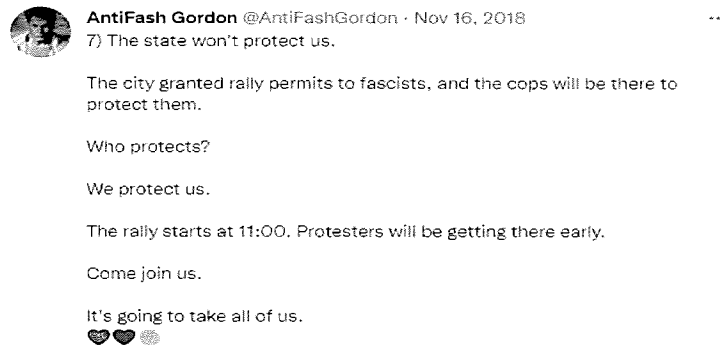 AntiFash Gordon @AntiFashGordon · Nov 16, 2018
7) The state won't protect us.
The city granted rally permits to fascists, and the cops will be there to
protect them.
Who protects?
We protect us.
The rally starts at 11:00. Protesters will be getting there early.
Come join us.
It's going to take all of us.